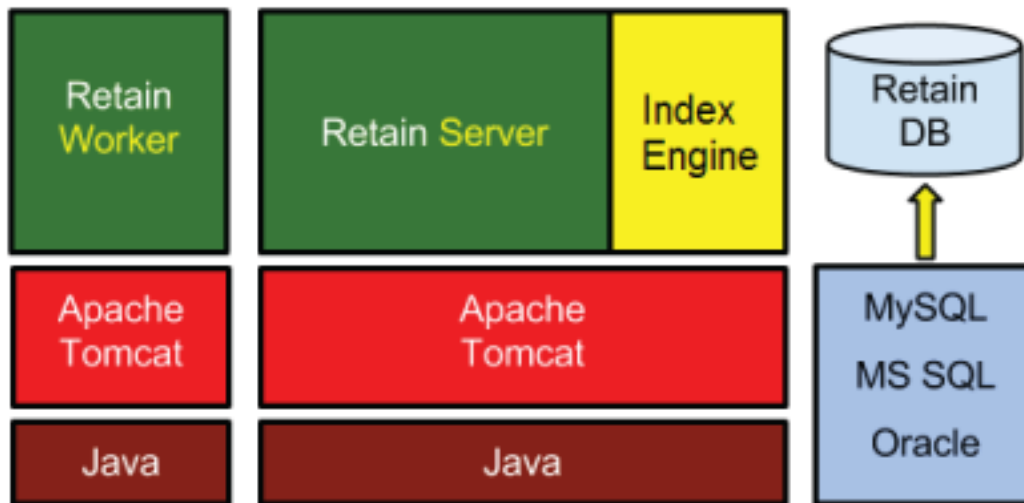 Retain
Worker
Retain Server
Index
Engine
Retain
DB
Apache
Tomcat
Apache
Tomcat
MySQL
MS SQL
Oracle
Java
Java